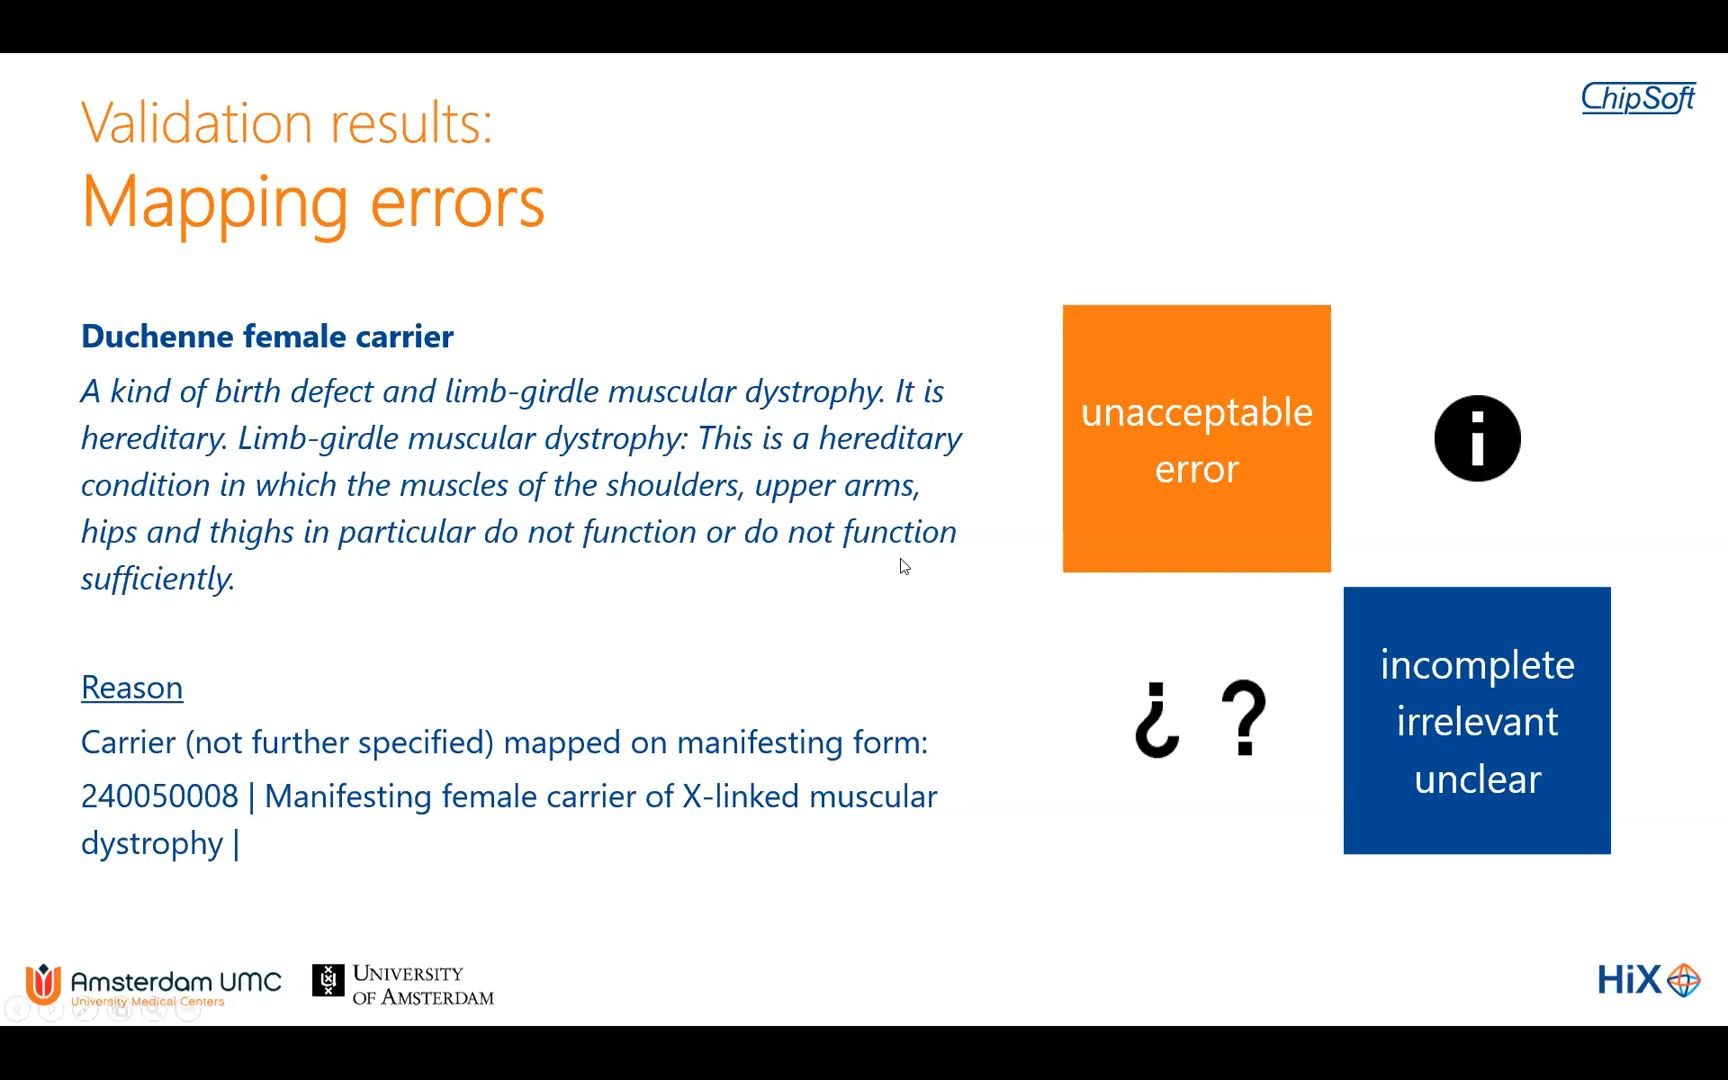 ChipSoft
Validation results:
Mapping errors
Duchenne female carrier
A kind of birth defect and limb-girdle muscular dystrophy. It is
hereditary. Limb-girdle muscular dystrophy: This is a hereditary
condition in which the muscles of the shoulders, upper arms,
hips and thighs in particular do not function or do not function
sufficiently.
Reason
Carrier (not further specified) mapped on manifesting form:
240050008 | Manifesting female carrier of X-linked muscular
dystrophy |
unacceptable
error
i
¿ ?
incomplete
irrelevant
unclear
Amsterdam UMC
University Medical Centers
UNIVERSITY
OF AMSTERDAM
HiX